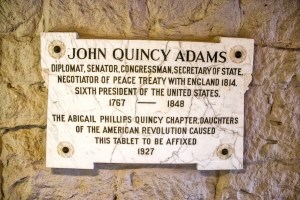 JOHN QUINCY ADAMS
DIPLOMAT, SENATOR, CONGRESSMAN, SECRETARY OF STATE,
NEGOTIATOR OF PEACE TREATY WITH ENGLAND 1814.
SIXTH PRESIDENT OF THE UNITED STATES.
1767 — 1848
THE ABIGAIL PHILLIPS QUINCY CHAPTER, DAUGHTERS
OF THE AMERICAN REVOLUTION CAUSED
THIS TABLET TO BE AFFIXED
1927